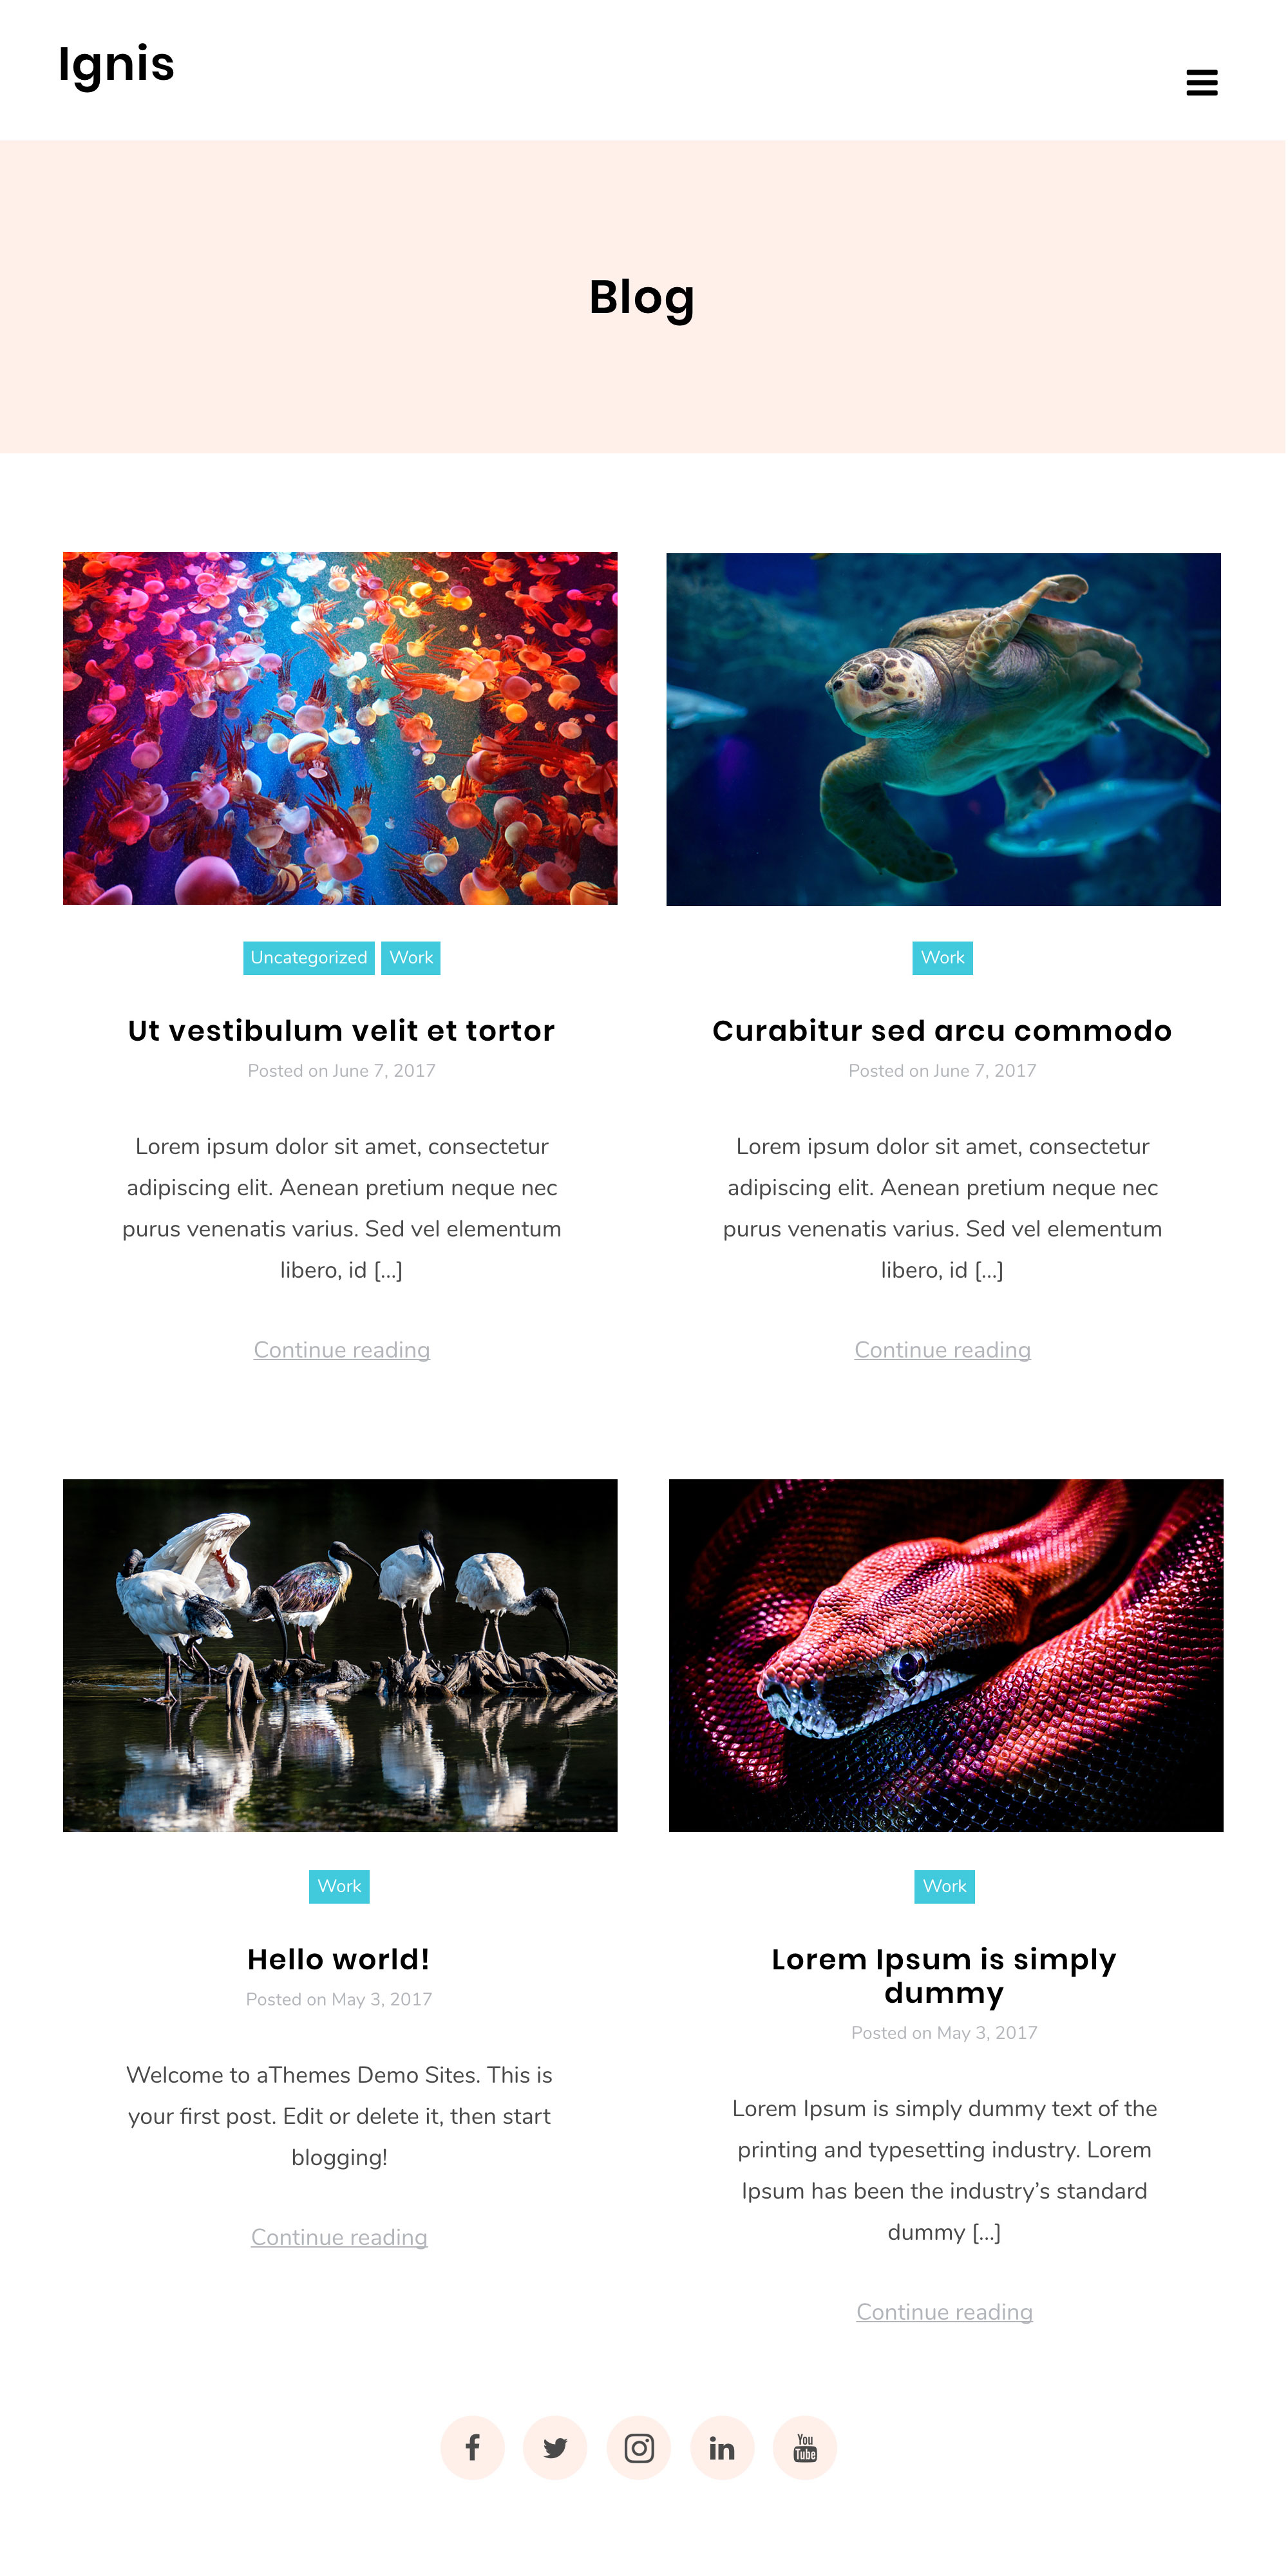 Ignis
Blog
Uncategorized Work
Ut vestibulum velit et tortor
Posted on June 7, 2017
Lorem ipsum dolor sit amet, consectetur
adipiscing elit. Aenean pretium neque nec
purus venenatis varius. Sed vel elementum
libero, id [...]
Continue reading
Work
Curabitur sed arcu commodo
Posted on June 7, 2017
Lorem ipsum dolor sit amet, consectetur
adipiscing elit. Aenean pretium neque nec
purus venenatis varius. Sed vel elementum
libero, id [...]
Continue reading
Work
Hello world!
Posted on May 3, 2017
Welcome to aThemes Demo Sites. This is
your first post. Edit or delete it, then start
blogging!
Continue reading
Work
Lorem Ipsum is simply
dummy
Posted on May 3, 2017
Lorem Ipsum is simply dummy text of the
printing and typesetting industry. Lorem
Ipsum has been the industry’s standard
dummy [...]
Continue reading
f
in
You
Tube